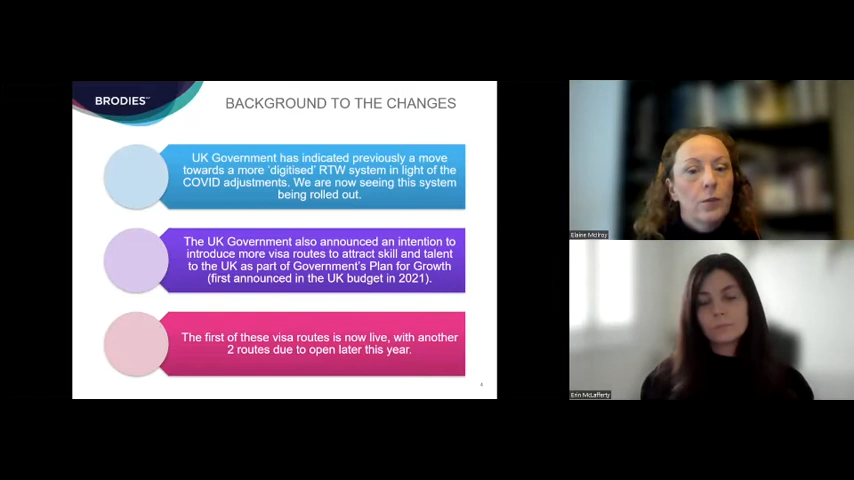 BRODIES LLP
BACKGROUND TO THE CHANGES
UK Government has indicated previously a move
towards a more 'digitised' RTW system in light of the
COVID adjustments. We are now seeing this system
being rolled out.
The UK Government also announced an intention to
introduce more visa routes to attract skill and talent
to the UK as part of Government's Plan for Growth
(first announced in the UK budget in 2021).
The first of these visa routes is now live, with another
2 routes due to open later this year.
4
Elaine McIlroy
Erin McLafferty